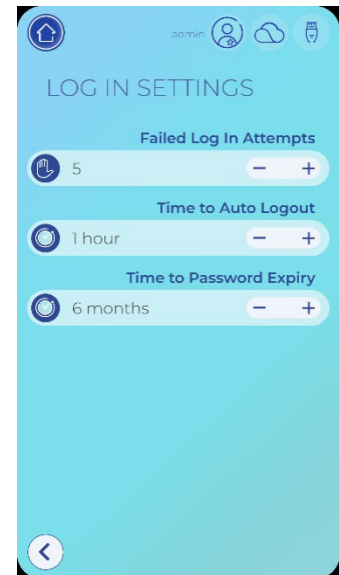 admin
LOG IN SETTINGS
Failed Log In Attempts
5
Time to Auto Logout
1 hour
Time to Password Expiry
6 months